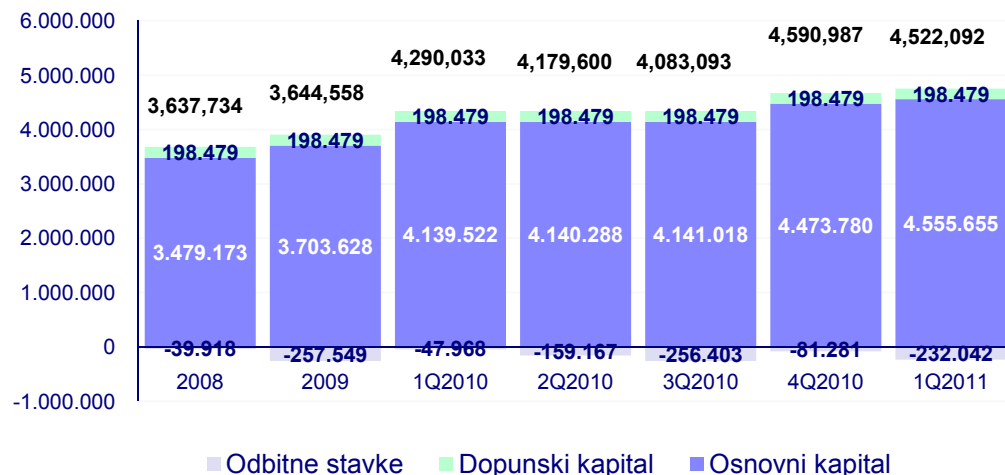 6.000.000
5.000.000
4.000.000
3.000.000
2.000.000
1.000.000
0
-1.000.000
3,637,734 3,644,558 4,290,033 4,179,600 4,083,093 4,590,987 4,522,092
198.479 198.479 198.479 198.479 198.479 198.479 198.479
3.479.173 3.703.628 4.139.522 4.140.288 4.141.018 4.473.780 4.555.655
-39.918 -257.549 -47.968 -159.167 -256.403 -81.281 -232.042
2008 2009 1Q2010 2Q2010 3Q2010 4Q2010 1Q2011
Odbitne stavke Dopunski kapital Osnovni kapital